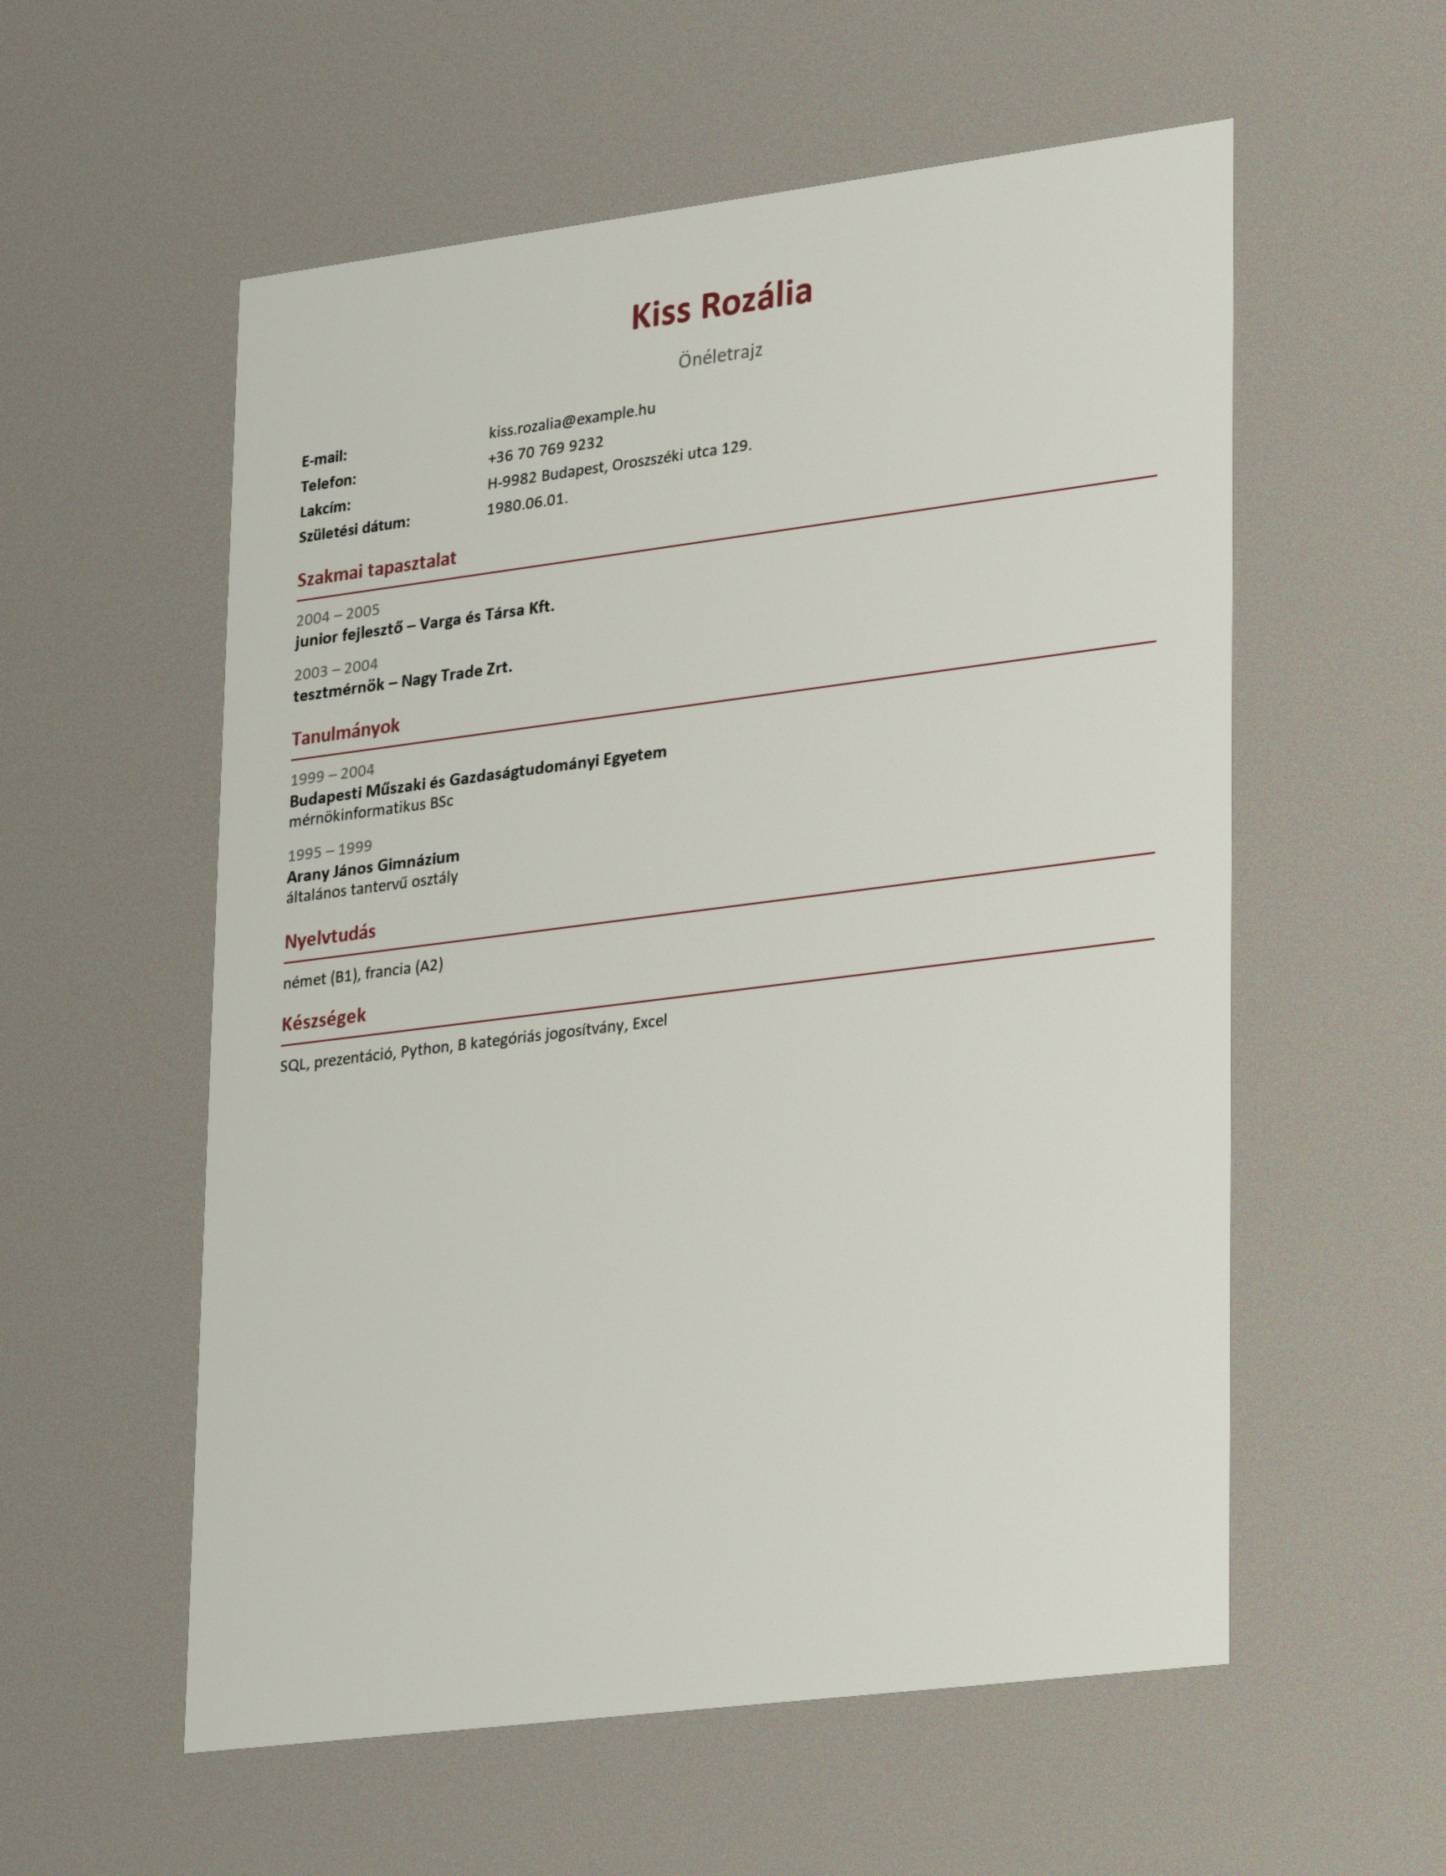 Kiss Rozália
Önéletrajz
E-mail: kiss.rozalia@example.hu
Telefon: +36 70 769 9232
Lakcím: H-9982 Budapest, Oroszszéki utca 129.
Születési dátum: 1980.06.01.
Szakmai tapasztalat
2004 – 2005
junior fejlesztő – Varga és Társa Kft.
2003 – 2004
tesztmérnök – Nagy Trade Zrt.
Tanulmányok
1999 – 2004
Budapesti Műszaki és Gazdaságtudományi Egyetem
mérnökinformatikus BSc
1995 – 1999
Arany János Gimnázium
általános tantervű osztály
Nyelvtudás
német (B1), francia (A2)
Készségek
SQL, prezentáció, Python, B kategóriás jogosítvány, Excel